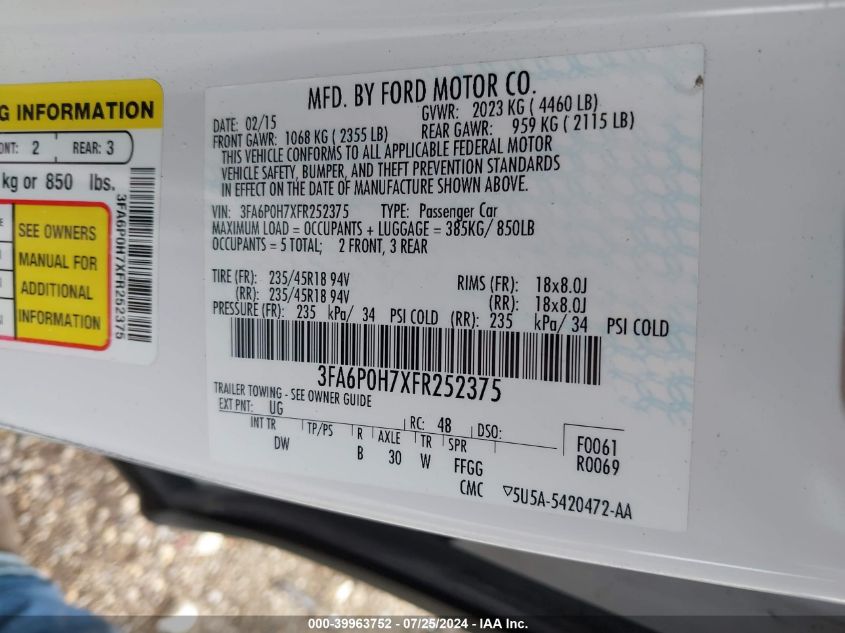 G INFORMATION
NT: 2 REAR: 3
kg or 850 lbs.
SEE OWNERS
MANUAL FOR
ADDITIONAL
INFORMATION
3FA6P0H7XFR252375
MFD. BY FORD MOTOR CO.
DATE: 02/15 GVWR: 2023 KG ( 4460 LB)
FRONT GAWR: 1068 KG ( 2355 LB) REAR GAWR: 959 KG ( 2115 LB)
THIS VEHICLE CONFORMS TO ALL APPLICABLE FEDERAL MOTOR
VEHICLE SAFETY, BUMPER, AND THEFT PREVENTION STANDARDS
IN EFFECT ON THE DATE OF MANUFACTURE SHOWN ABOVE.
VIN: 3FA6P0H7XFR252375 TYPE: Passenger Car
MAXIMUM LOAD = OCCUPANTS + LUGGAGE = 385KG/ 850LB
OCCUPANTS = 5 TOTAL; 2 FRONT, 3 REAR
TIRE (FR): 235/45R18 94V RIMS (FR): 18x8.0J
(RR): 235/45R18 94V (RR): 18x8.0J
PRESSURE (FR): 235 kPa/ 34 PSI COLD (RR): 235 kPa/ 34 PSI COLD
3FA6P0H7XFR252375
TRAILER TOWING - SEE OWNER GUIDE
EXT PNT: UG RC: 48 DSO:
INT TR TP/PS R AXLE TR SPR F0061
DW B 30 W FFGG R0069
CMC ▽5U5A-5420472-AA
000-39963752 - 07/25/2024 - IAA Inc.